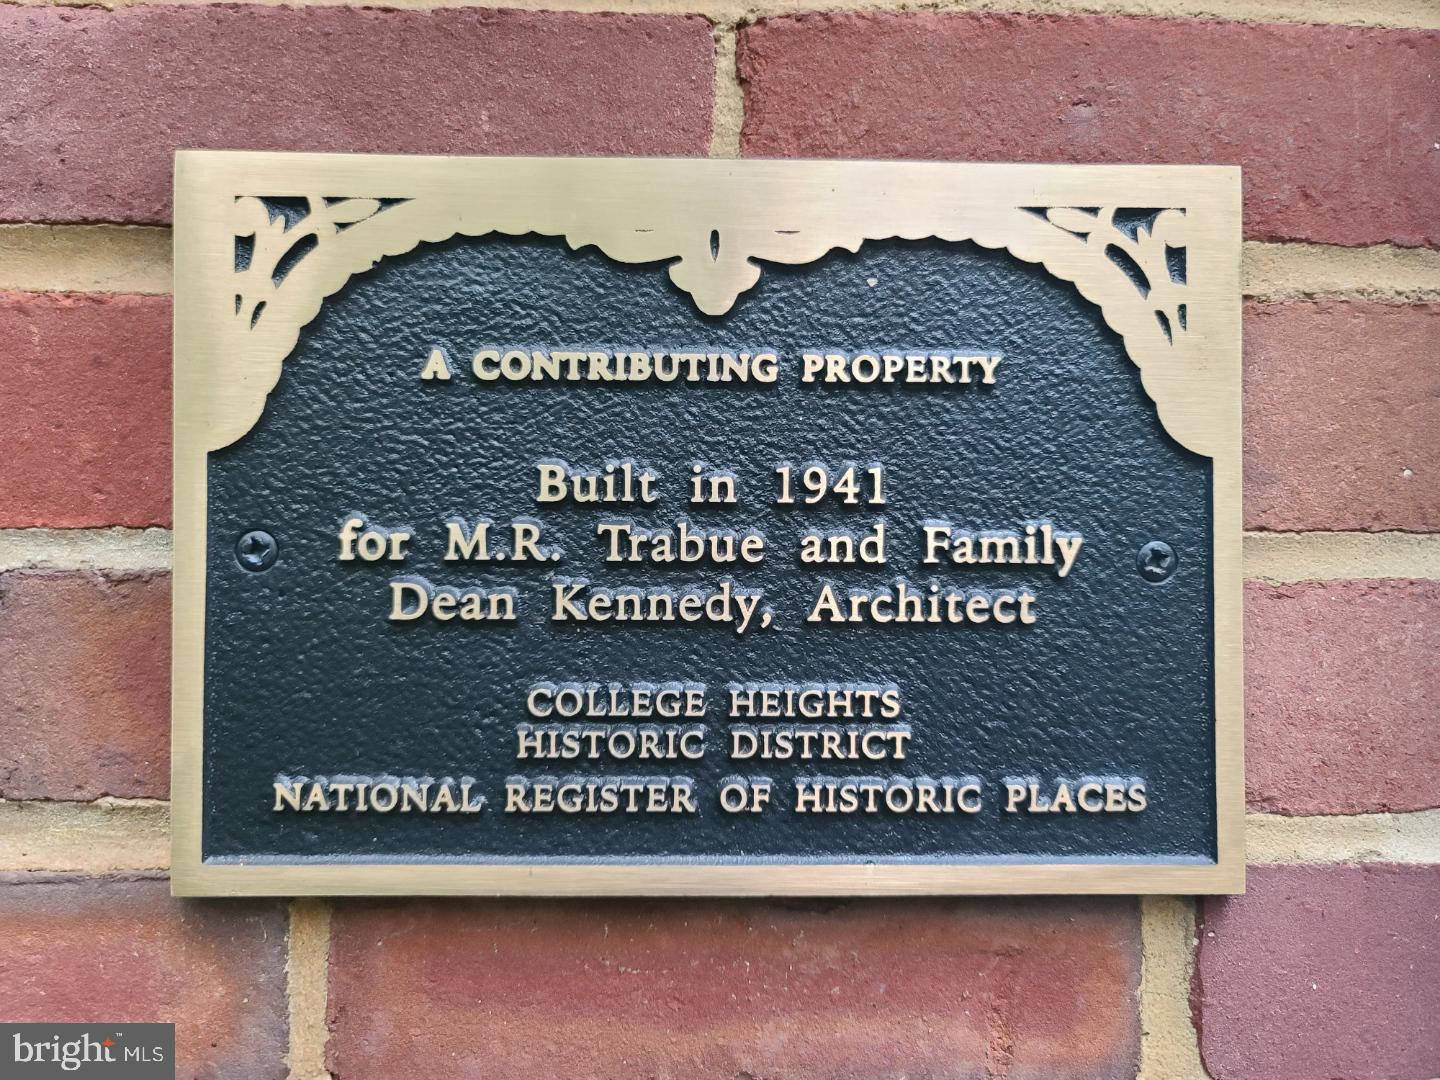 A CONTRIBUTING PROPERTY
Built in 1941
for M.R. Trabue and Family
Dean Kennedy, Architect
COLLEGE HEIGHTS
HISTORIC DISTRICT
NATIONAL REGISTER OF HISTORIC PLACES
bright™ MLS